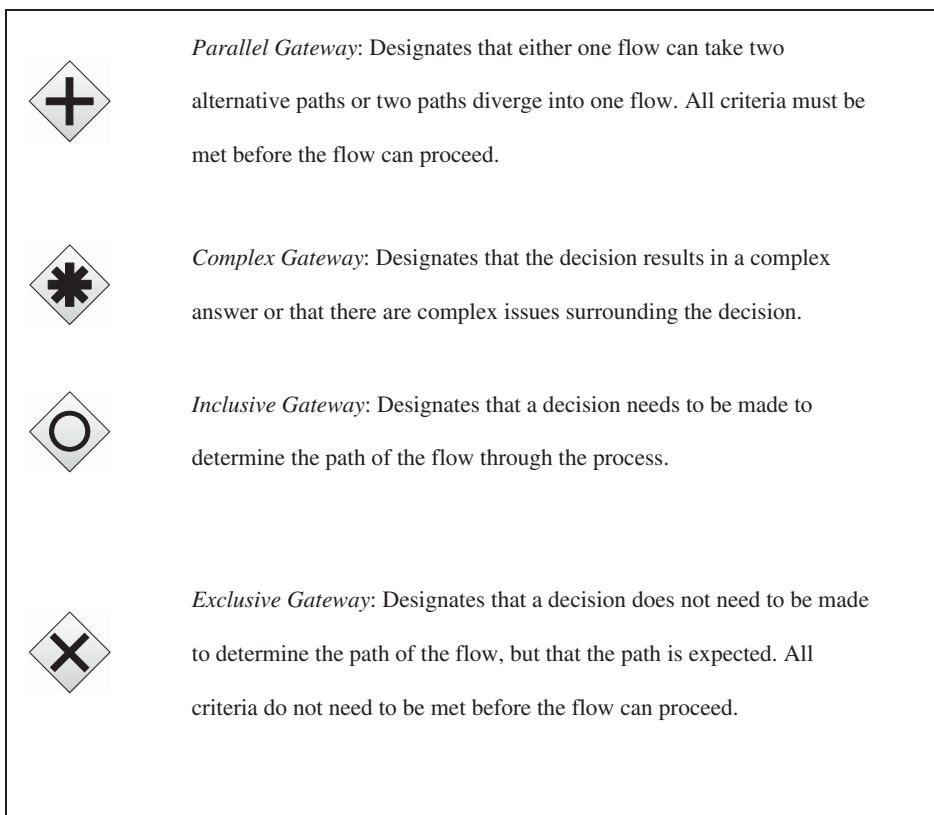 Parallel Gateway: Designates that either one flow can take two
alternative paths or two paths diverge into one flow. All criteria must be
met before the flow can proceed.
Complex Gateway: Designates that the decision results in a complex
answer or that there are complex issues surrounding the decision.
Inclusive Gateway: Designates that a decision needs to be made to
determine the path of the flow through the process.
Exclusive Gateway: Designates that a decision does not need to be made
to determine the path of the flow, but that the path is expected. All
criteria do not need to be met before the flow can proceed.